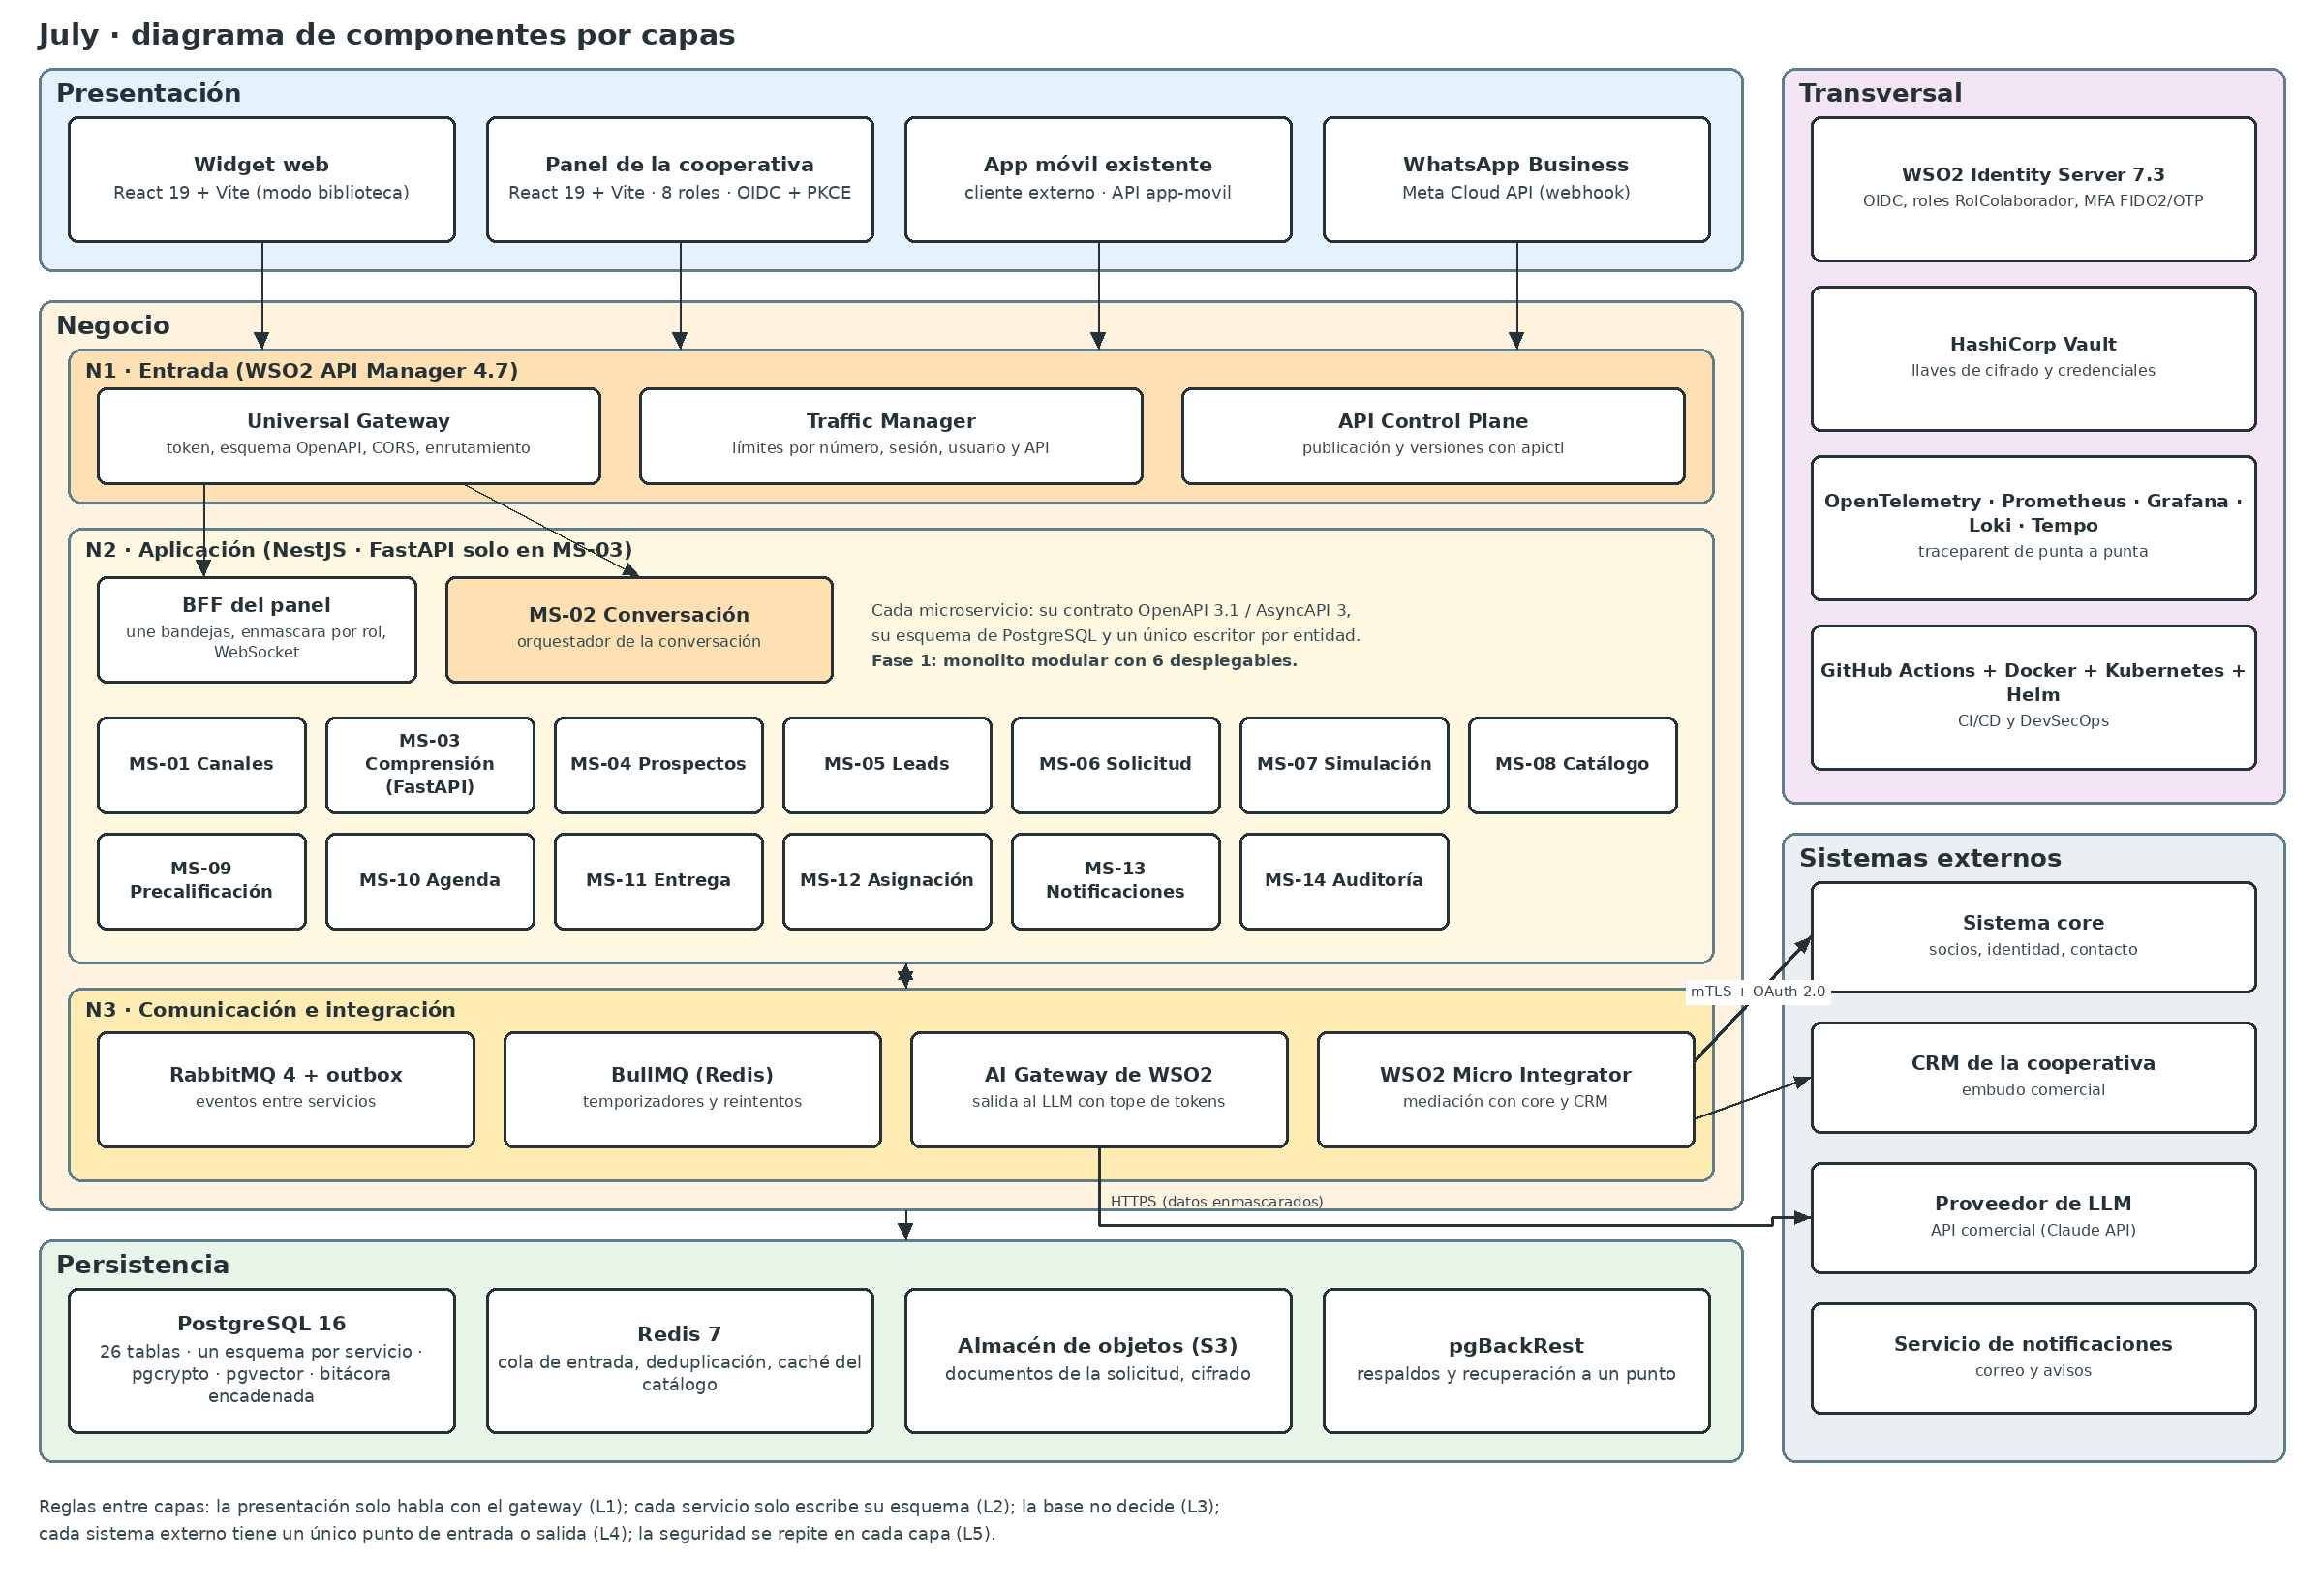 July · diagrama de componentes por capas
Presentación
Widget web
React 19 + Vite (modo biblioteca)
Panel de la cooperativa
React 19 + Vite · 8 roles · OIDC + PKCE
App móvil existente
cliente externo · API app-movil
WhatsApp Business
Meta Cloud API (webhook)
Negocio
N1 · Entrada (WSO2 API Manager 4.7)
Universal Gateway
token, esquema OpenAPI, CORS, enrutamiento
Traffic Manager
límites por número, sesión, usuario y API
API Control Plane
publicación y versiones con apictl
N2 · Aplicación (NestJS · FastAPI solo en MS-03)
BFF del panel
une bandejas, enmascara por rol,
WebSocket
MS-02 Conversación
orquestador de la conversación
Cada microservicio: su contrato OpenAPI 3.1 / AsyncAPI 3,
su esquema de PostgreSQL y un único escritor por entidad.
Fase 1: monolito modular con 6 desplegables.
MS-01 Canales
MS-03
Comprensión
(FastAPI)
MS-04 Prospectos
MS-05 Leads
MS-06 Solicitud
MS-07 Simulación
MS-08 Catálogo
MS-09
Precalificación
MS-10 Agenda
MS-11 Entrega
MS-12 Asignación
MS-13
Notificaciones
MS-14 Auditoría
N3 · Comunicación e integración
RabbitMQ 4 + outbox
eventos entre servicios
BullMQ (Redis)
temporizadores y reintentos
AI Gateway de WSO2
salida al LLM con tope de tokens
WSO2 Micro Integrator
mediación con core y CRM
mTLS + OAuth 2.0
HTTPS (datos enmascarados)
Persistencia
PostgreSQL 16
26 tablas · un esquema por servicio ·
pgcrypto · pgvector · bitácora
encadenada
Redis 7
cola de entrada, deduplicación, caché del
catálogo
Almacén de objetos (S3)
documentos de la solicitud, cifrado
pgBackRest
respaldos y recuperación a un punto
Transversal
WSO2 Identity Server 7.3
OIDC, roles RolColaborador, MFA FIDO2/OTP
HashiCorp Vault
llaves de cifrado y credenciales
OpenTelemetry · Prometheus · Grafana ·
Loki · Tempo
traceparent de punta a punta
GitHub Actions + Docker + Kubernetes +
Helm
CI/CD y DevSecOps
Sistemas externos
Sistema core
socios, identidad, contacto
CRM de la cooperativa
embudo comercial
Proveedor de LLM
API comercial (Claude API)
Servicio de notificaciones
correo y avisos
Reglas entre capas: la presentación solo habla con el gateway (L1); cada servicio solo escribe su esquema (L2); la base no decide (L3);
cada sistema externo tiene un único punto de entrada o salida (L4); la seguridad se repite en cada capa (L5).